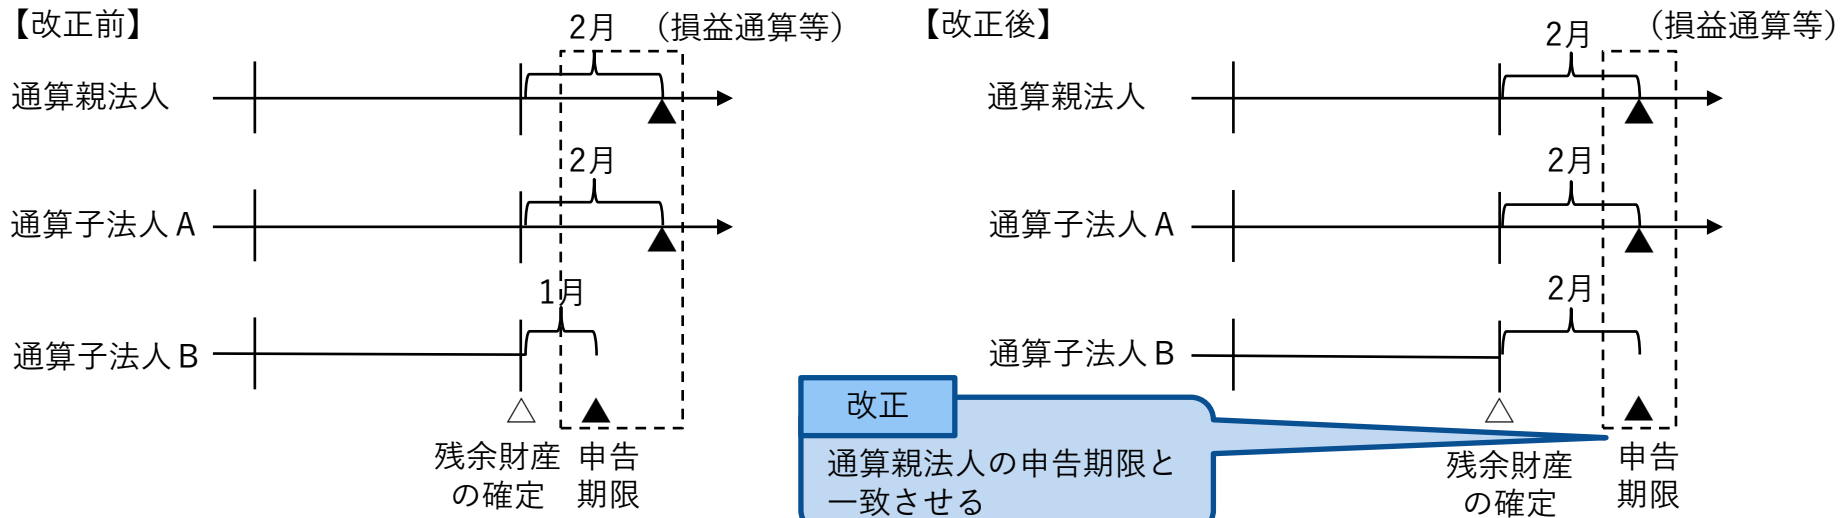 【改正前】
2月
（損益通算等）
通算親法人
2月
通算子法人A
1月
通算子法人B
△
▲
残余財産
の確定
申告
期限
【改正後】
2月
（損益通算等）
通算親法人
2月
通算子法人A
2月
通算子法人B
△
▲
残余財産
の確定
申告
期限
改正
通算親法人の申告期限と
一致させる